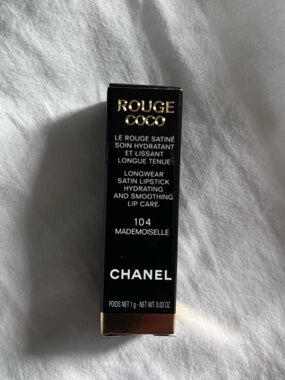 ROUGE
COCO
LE ROUGE SATINÉ
SOIN HYDRATANT
ET LISSANT
LONGUE TENUE
LONGWEAR
SATIN LIPSTICK
HYDRATING
AND SMOOTHING
LIP CARE.
104
MADEMOISELLE
CHANEL
POIDS NET 1 g - NET WT. 0.03 OZ.